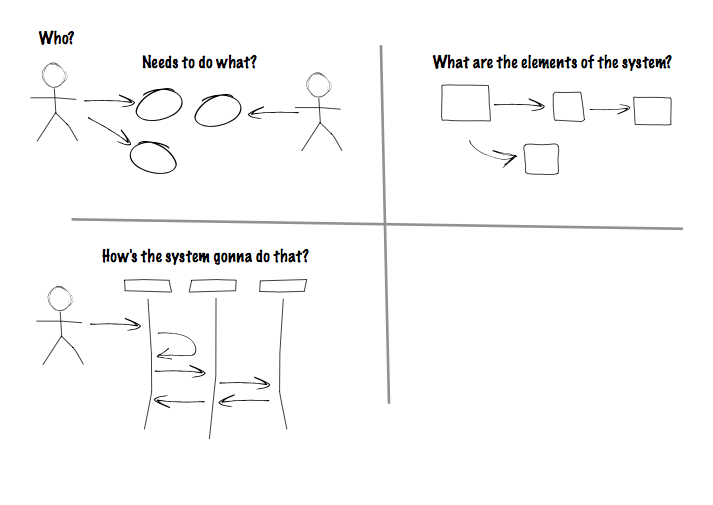 Who?
Needs to do what?
What are the elements of the system?
How's the system gonna do that?